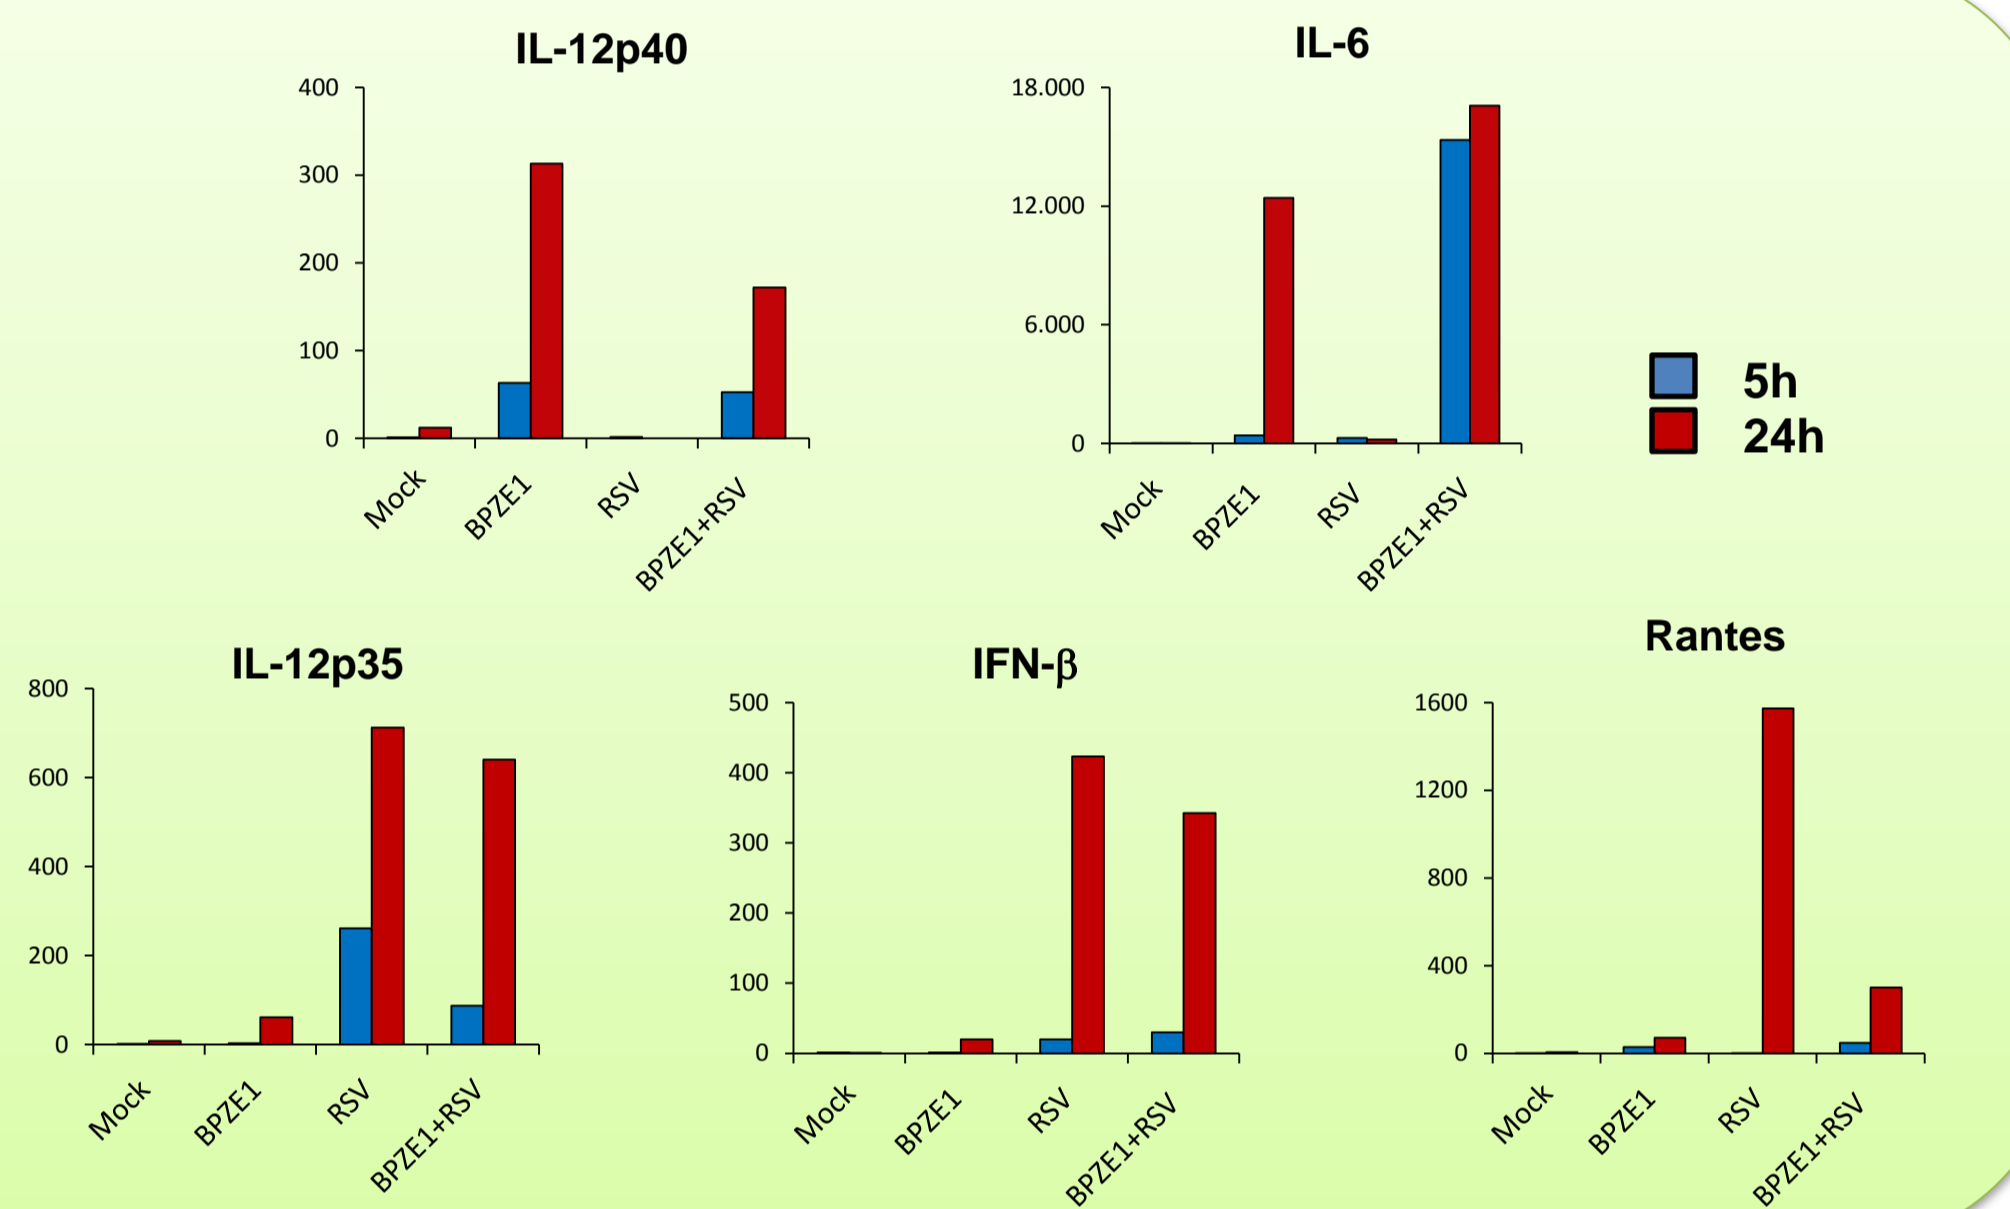 IL-12p40
400
300
200
100
0
Mock
BPZE1
RSV
BPZE1+RSV
IL-6
18.000
12.000
6.000
0
Mock
BPZE1
RSV
BPZE1+RSV
5h
24h
IL-12p35
800
600
400
200
0
Mock
BPZE1
RSV
BPZE1+RSV
IFN-β
500
400
300
200
100
0
Mock
BPZE1
RSV
BPZE1+RSV
Rantes
1600
1200
800
400
0
Mock
BPZE1
RSV
BPZE1+RSV